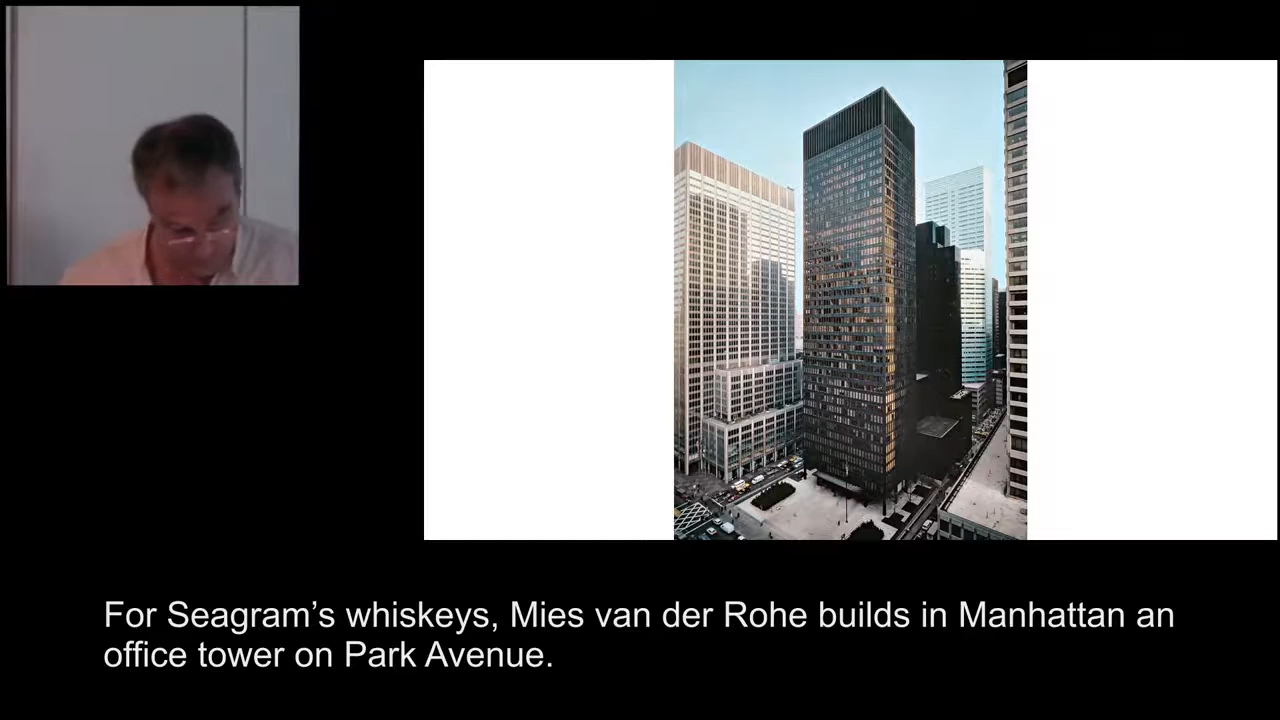 For Seagram’s whiskeys, Mies van der Rohe builds in Manhattan an
office tower on Park Avenue.